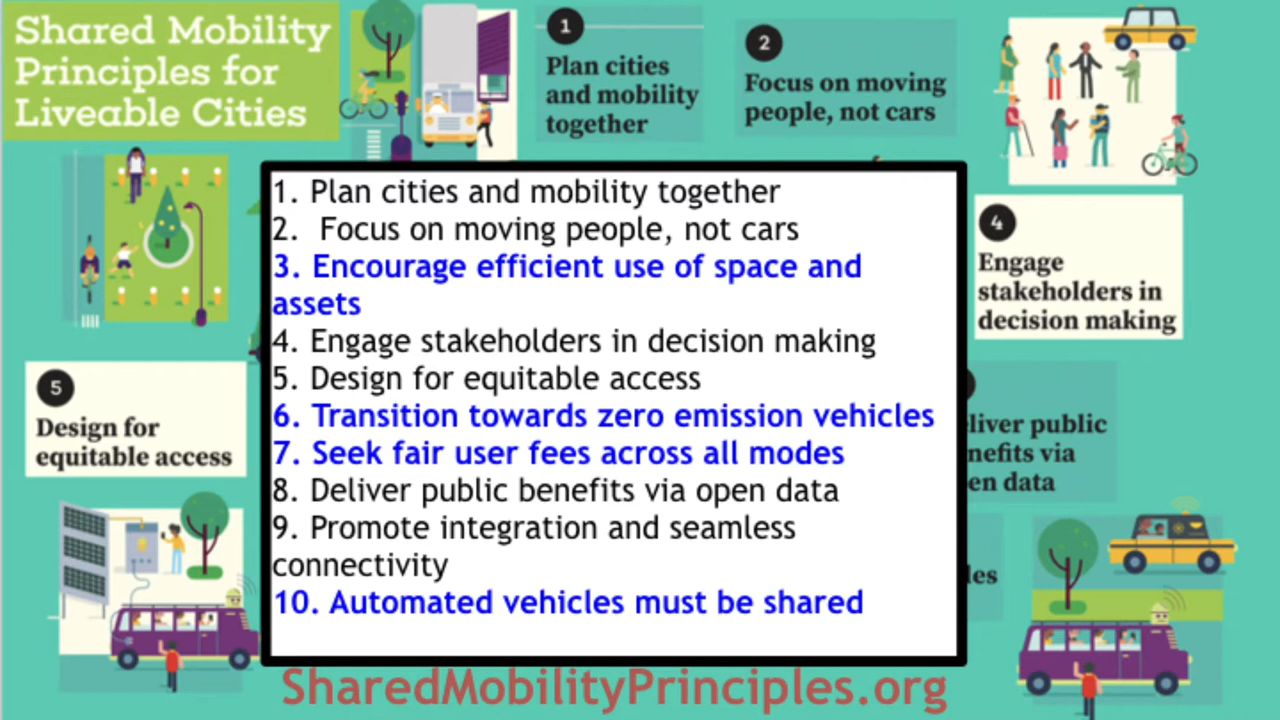 Shared Mobility
Principles for
Liveable Cities
1
Plan cities
and mobility
together
2
Focus on moving
people, not cars
1. Plan cities and mobility together
2. Focus on moving people, not cars
3. Encourage efficient use of space and
assets
4. Engage stakeholders in decision making
5. Design for equitable access
6. Transition towards zero emission vehicles
7. Seek fair user fees across all modes
8. Deliver public benefits via open data
9. Promote integration and seamless
connectivity
10. Automated vehicles must be shared
4
Engage
stakeholders in
decision making
5
Design for
equitable access
public
via
data
SharedMobilityPrinciples.org